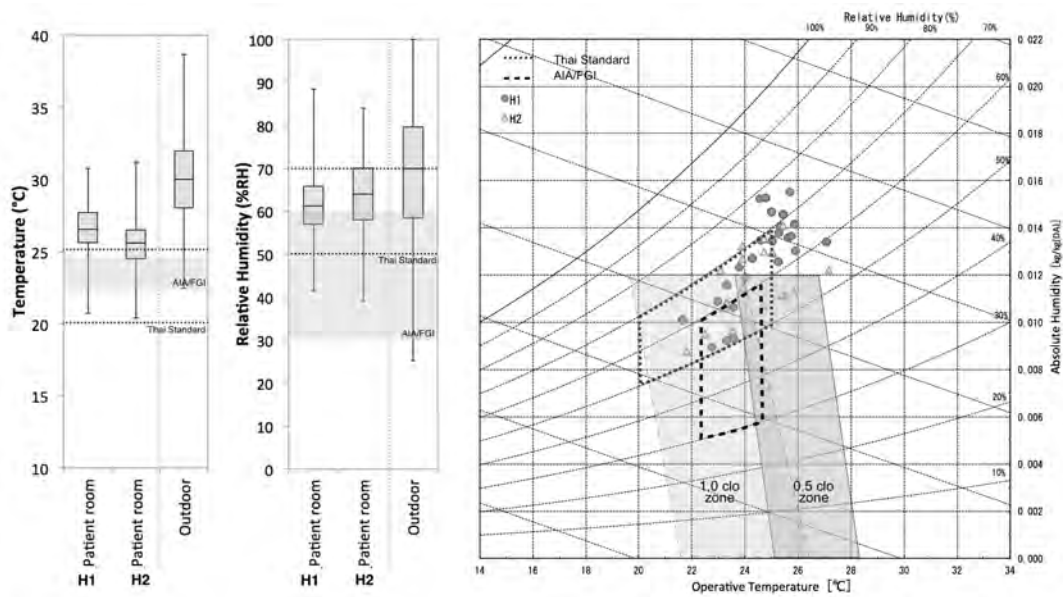 Temperature (°C)
40
35
30
25
20
15
10
AIA/FGI
Thai Standard
Patient room
Patient room
Outdoor
H1
H2
Relative Humidity (%RH)
100
90
80
70
60
50
40
30
20
10
0
Thai Standard
AIA/FGI
Patient room
Patient room
Outdoor
H1
H2
Relative Humidity(%)
100%
90%
80%
70%
60%
50%
40%
30%
20%
10%
Thai Standard
AIA/FGI
H1
H2
1.0 clo
zone
0.5 clo
zone
0.022
0.020
0.018
0.016
0.014
0.012
0.010
0.008
0.006
0.004
0.002
0.000
Absolute Humidity [kg/kg(DA)]
14
16
18
20
22
24
26
28
30
32
34
Operative Temperature [℃]